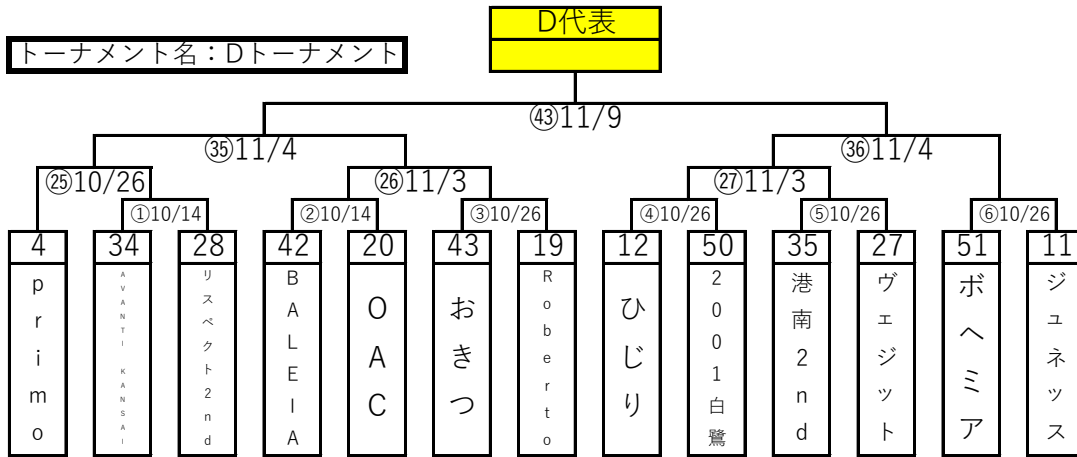 D代表
トーナメント名：Dトーナメント
㊸11/9
㉟11/4
㊱11/4
㉕10/26
㉖11/3
㉗11/3
①10/14
②10/14
③10/26
④10/26
⑤10/26
⑥10/26
4
34
28
42
20
43
19
12
50
35
27
51
11
primo
AVANTI KANSAI
リスペクト2nd
BALEIA
OAC
おきつ
Roberto
ひじり
2001白鷺
港南2nd
ヴェジット
ボヘミア
ジュネッス